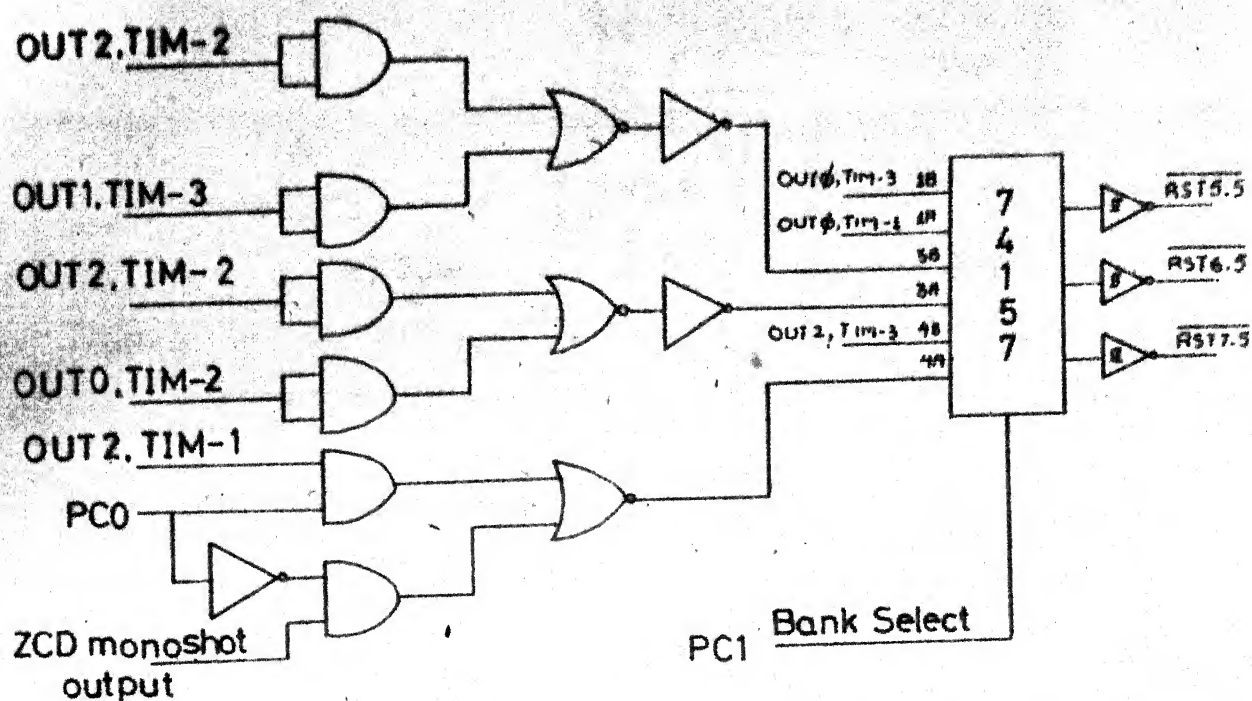 OUT2, TIM-2
OUT1, TIM-3
OUT2, TIM-2
OUT0, TIM-2
OUT2, TIM-1
PC0
ZCD monoshot
output
OUTϕ, TIM-3 1B
OUTϕ, TIM-1 1A
3B
3A
OUT2, TIM-3 4B
4A
7
4
1
5
7
RST5.5
RST6.5
RST7.5
PC1 Bank Select